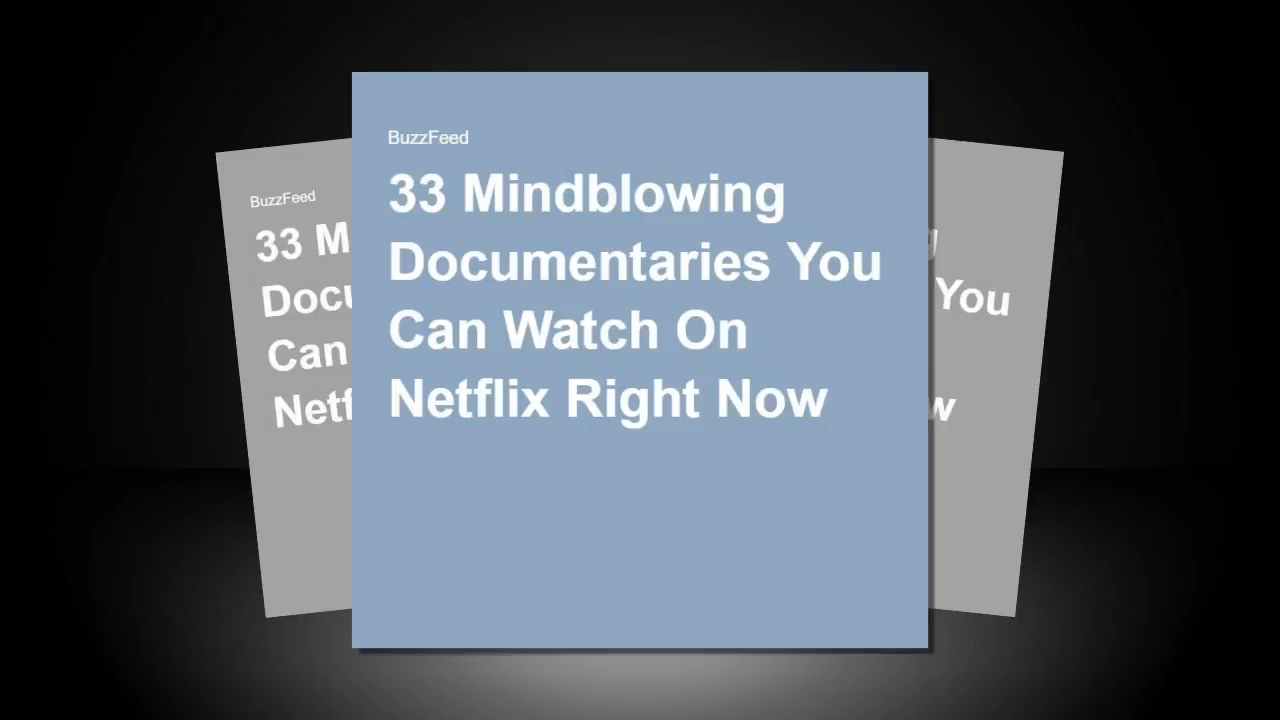 BuzzFeed
33 Mindblowing
Documentaries You
Can Watch On
Netflix Right Now
BuzzFeed
33 M
Docu
Can
Netf
g
You
w